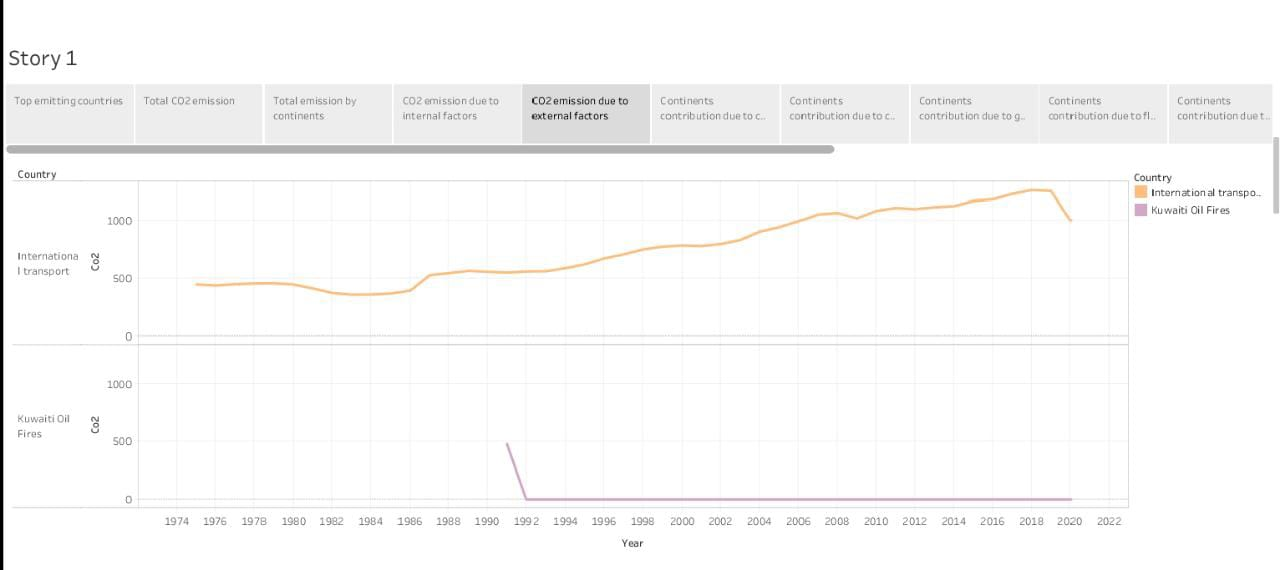 Story 1
Top emitting countries
Total CO2 emission
Total emission by
continents
CO2 emission due to
internal factors
CO2 emission due to
external factors
Continents
contribution due to c..
Continents
contribution due to c..
Continents
contribution due to g..
Continents
contribution due to fl..
Continents
contribution due t..
Country
Internationa
l transport
Co2
1000
500
0
Kuwaiti Oil
Fires
Co2
1000
500
0
1974 1976 1978 1980 1982 1984 1986 1988 1990 1992 1994 1996 1998 2000 2002 2004 2006 2008 2010 2012 2014 2016 2018 2020 2022
Year
Country
International transpo..
Kuwaiti Oil Fires